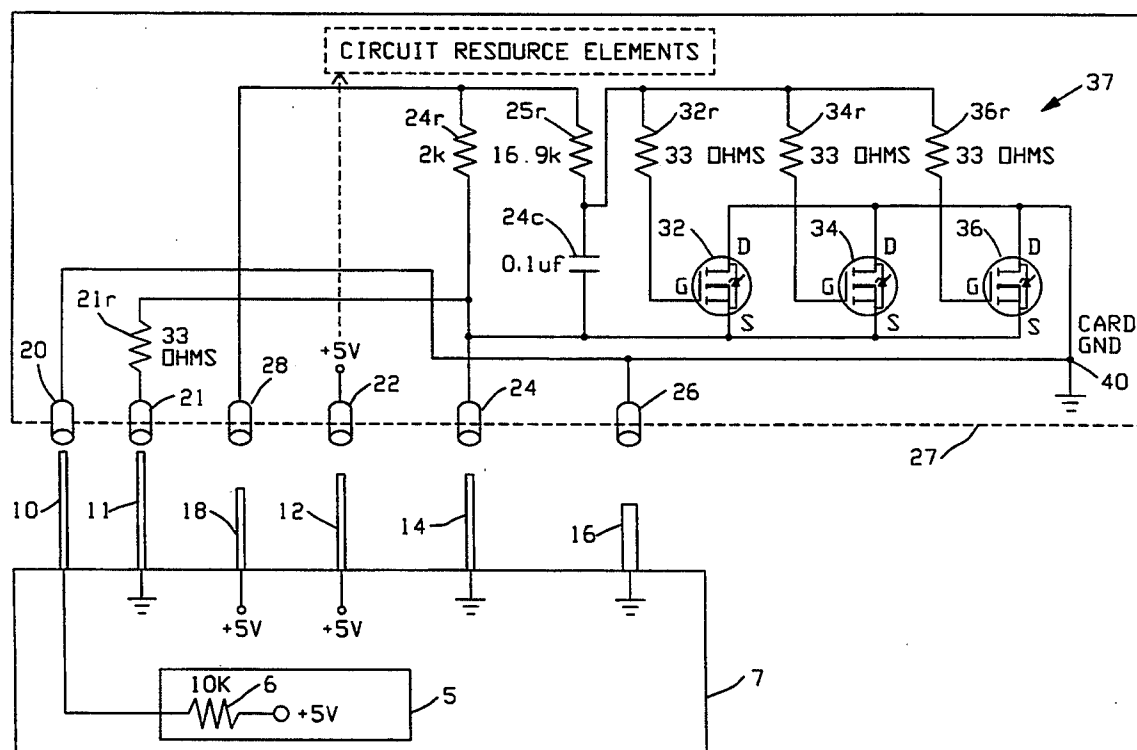 CIRCUIT RESOURCE ELEMENTS
37
24r
25r
32r
34r
36r
2k
16.9k
33 OHMS
33 OHMS
33 OHMS
24c
0.1uf
32
D
G
S
34
D
G
S
36
D
G
S
21r
33
OHMS
+5V
CARD
GND
40
20
21
28
22
24
26
27
10
11
18
12
14
16
+5V
+5V
10K
6
+5V
5
7